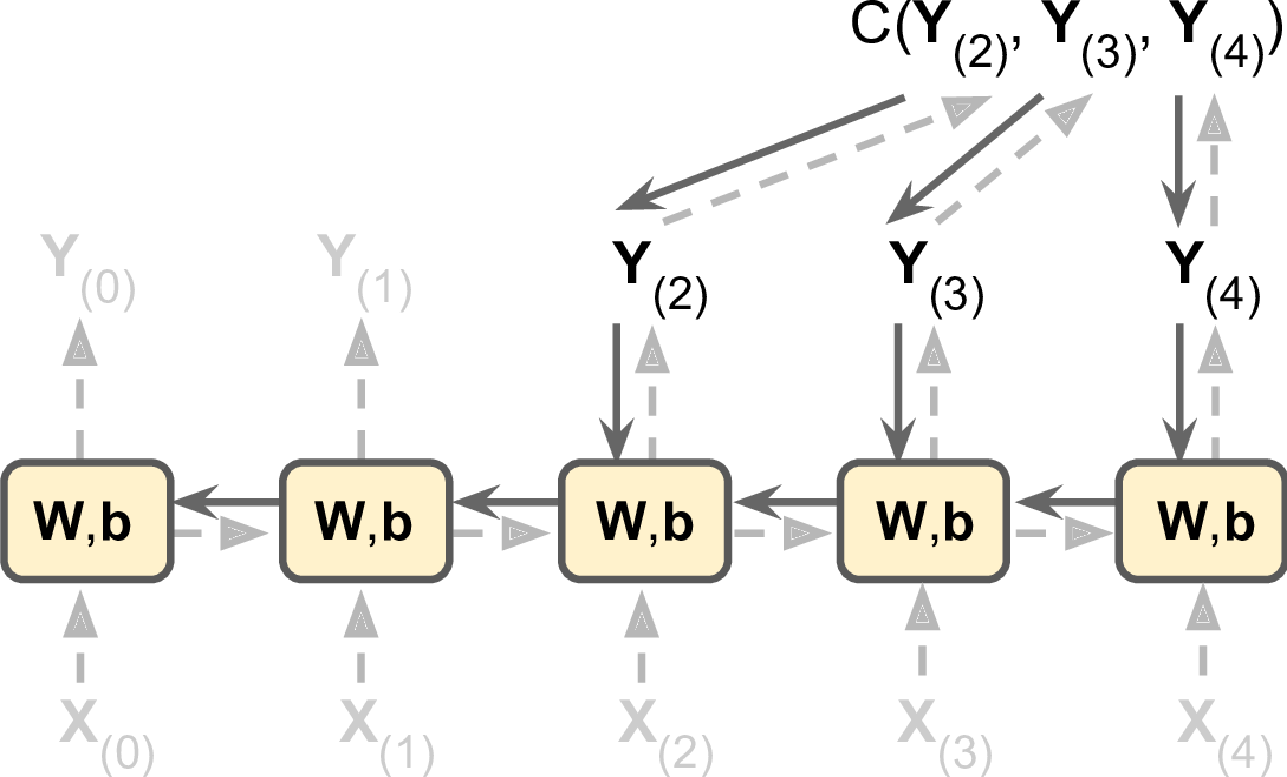 C(Y(2), Y(3), Y(4))
Y(0) Y(1) Y(2) Y(3) Y(4)
W,b W,b W,b W,b W,b
X(0) X(1) X(2) X(3) X(4)